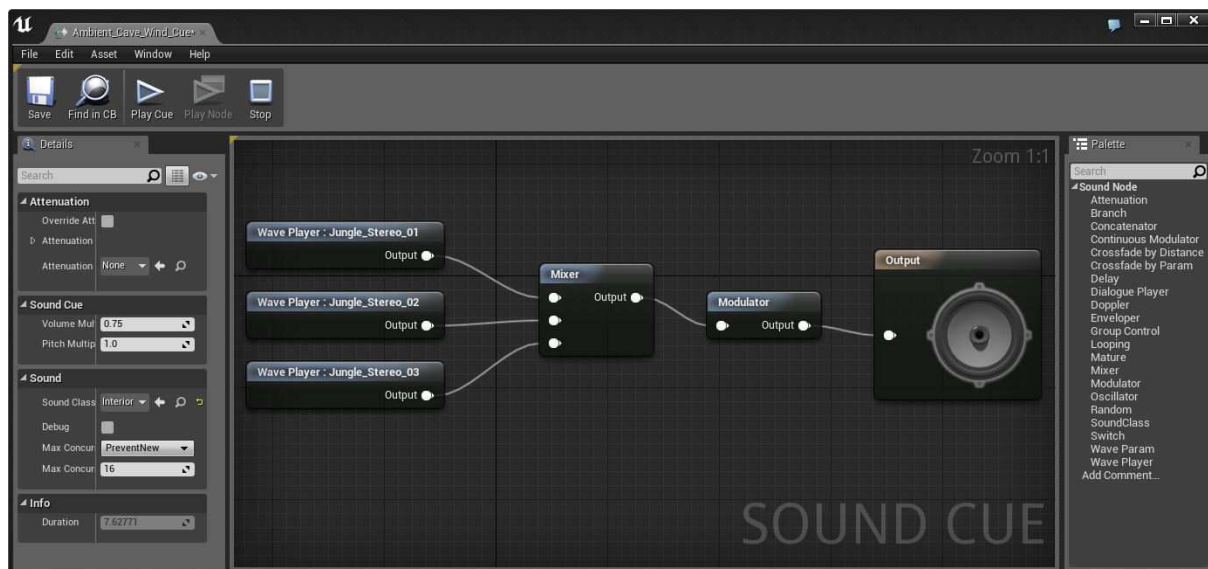 Ambient_Cave_Wind_Cue*
File Edit Asset Window Help
Save Find in CB Play Cue Play Node Stop
Details
Search
Attenuation
Override Att
Attenuation
Attenuation None
Sound Cue
Volume Mul 0.75
Pitch Multip 1.0
Sound
Sound Class Interior
Debug
Max Concur PreventNew
Max Concur 16
Info
Duration 7.62771
Zoom 1:1
Wave Player : Jungle_Stereo_01
Output
Wave Player : Jungle_Stereo_02
Output
Wave Player : Jungle_Stereo_03
Output
Mixer
Output
Modulator
Output
Output
SOUND CUE
Palette
Search
Sound Node
Attenuation
Branch
Concatenator
Continuous Modulator
Crossfade by Distance
Crossfade by Param
Delay
Dialogue Player
Doppler
Enveloper
Group Control
Looping
Mature
Mixer
Modulator
Oscillator
Random
SoundClass
Switch
Wave Param
Wave Player
Add Comment...